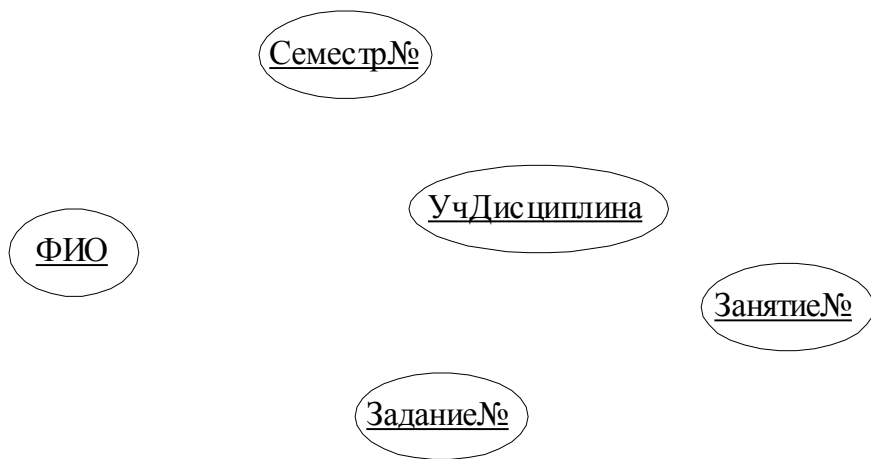 Семестр№
УчДисциплина
ФИО
Занятие№
Задание№